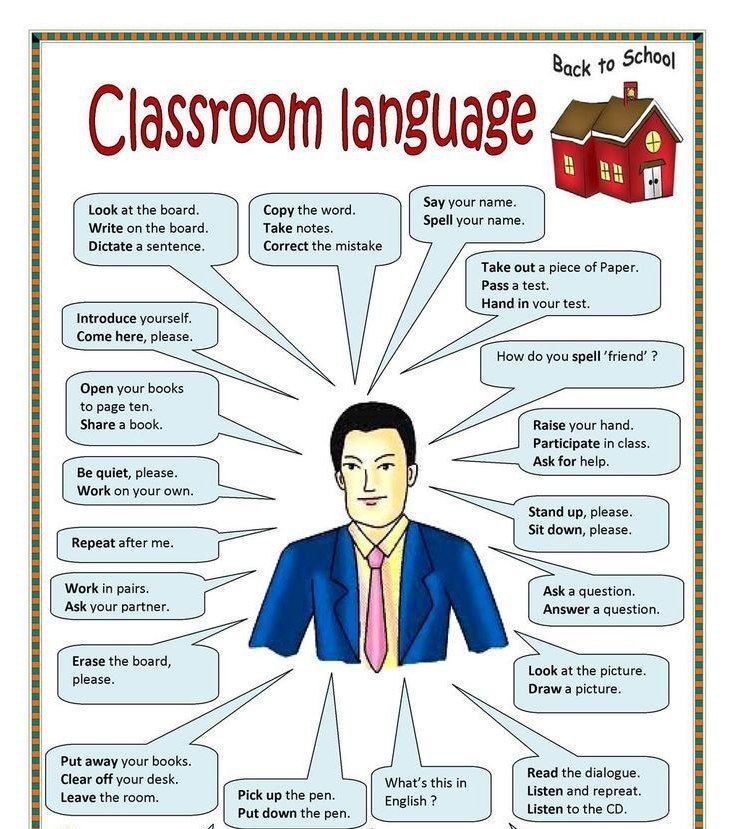 Back to School
Classroom language
Look at the board.
Write on the board.
Dictate a sentence.
Copy the word.
Take notes.
Correct the mistake
Say your name.
Spell your name.
Take out a piece of Paper.
Pass a test.
Hand in your test.
Introduce yourself.
Come here, please.
How do you spell ‘friend’ ?
Open your books
to page ten.
Share a book.
Raise your hand.
Participate in class.
Ask for help.
Be quiet, please.
Work on your own.
Stand up, please.
Sit down, please.
Repeat after me.
Work in pairs.
Ask your partner.
Ask a question.
Answer a question.
Erase the board,
please.
Look at the picture.
Draw a picture.
Put away your books.
Clear off your desk.
Leave the room.
Pick up the pen.
Put down the pen.
What’s this in
English ?
Read the dialogue.
Listen and repeat.
Listen to the CD.